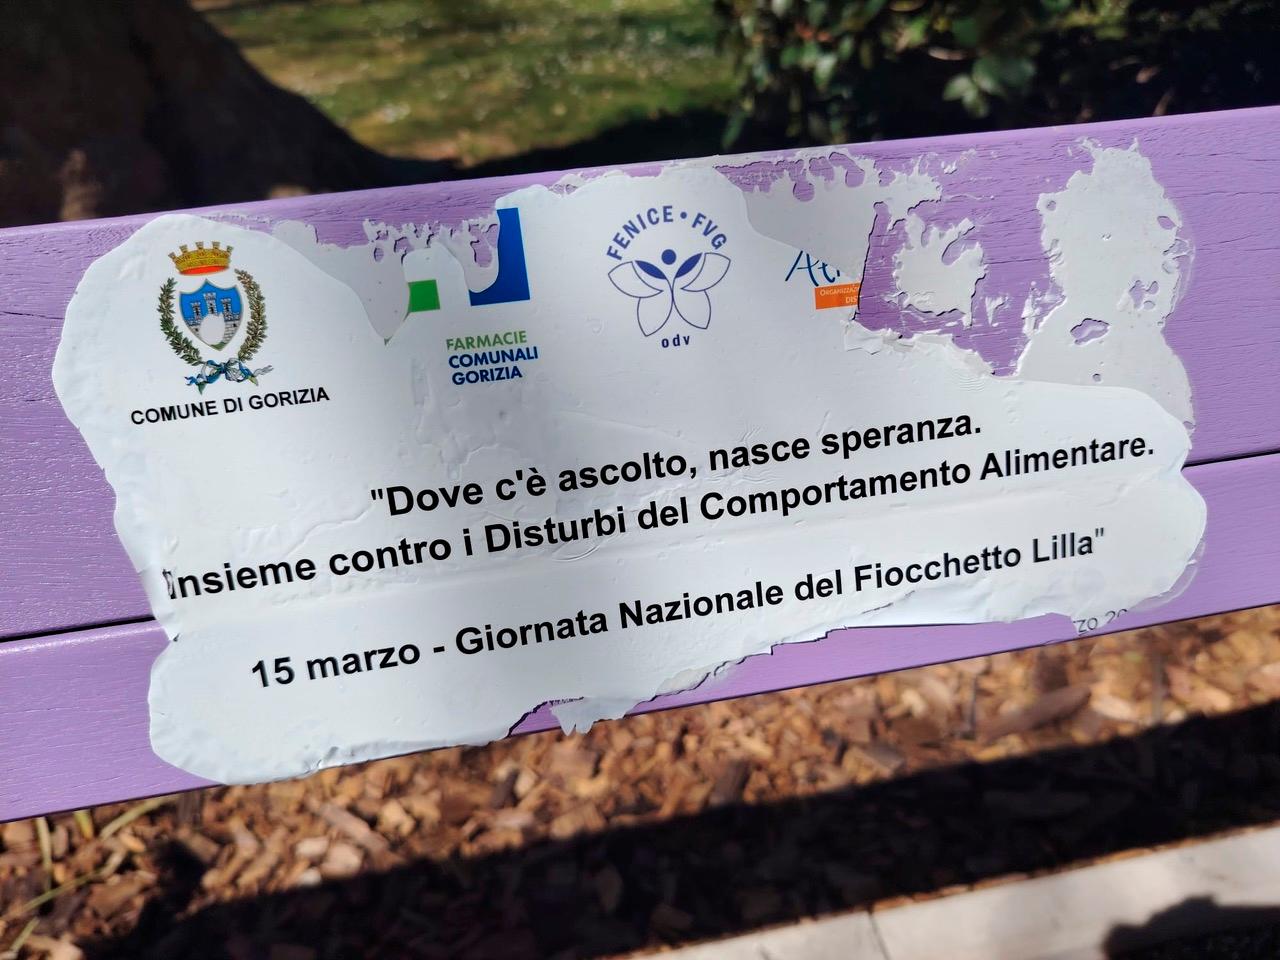 COMUNE DI GORIZIA
FARMACIE
COMUNALI
GORIZIA
FENICE • FVG
odv
"Dove c'è ascolto, nasce speranza.
Insieme contro i Disturbi del Comportamento Alimentare.
15 marzo - Giornata Nazionale del Fiocchetto Lilla"